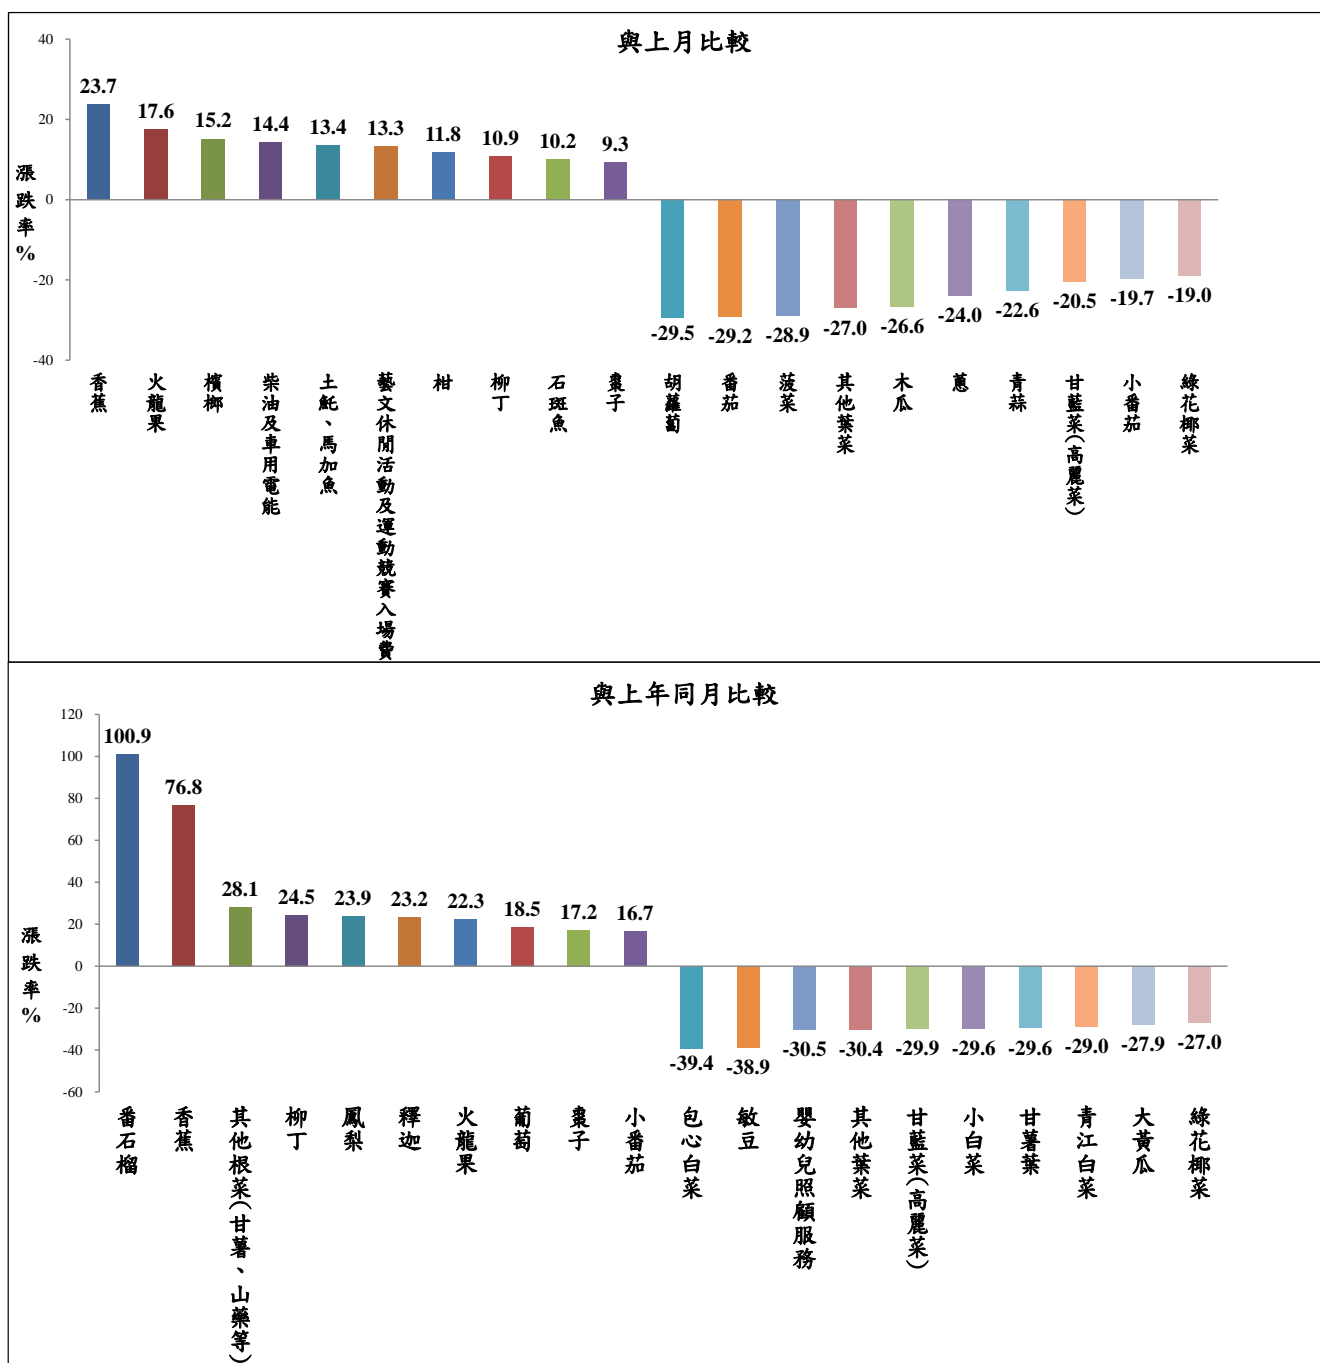 與上月比較
40
20
0
-20
-40
漲跌率%
23.7
17.6
15.2
14.4
13.4
13.3
11.8
10.9
10.2
9.3
-29.5
-29.2
-28.9
-27.0
-26.6
-24.0
-22.6
-20.5
-19.7
-19.0
香蕉
火龍果
檳榔
柴油及車用電能
土魠、馬加魚
藝文休閒活動及運動競賽入場費
柑
柳丁
石斑魚
棗子
胡蘿蔔
番茄
菠菜
其他葉菜
木瓜
蔥
青蒜
甘藍菜(高麗菜)
小番茄
綠花椰菜
與上年同月比較
120
100
80
60
40
20
0
-20
-40
-60
漲跌率%
100.9
76.8
28.1
24.5
23.9
23.2
22.3
18.5
17.2
16.7
-39.4
-38.9
-30.5
-30.4
-29.9
-29.6
-29.6
-29.0
-27.9
-27.0
番石榴
香蕉
其他根菜(甘薯、山藥等)
柳丁
鳳梨
釋迦
火龍果
葡萄
棗子
小番茄
包心白菜
敏豆
嬰幼兒照顧服務
其他葉菜
甘藍菜(高麗菜)
小白菜
甘薯葉
青江白菜
大黃瓜
綠花椰菜